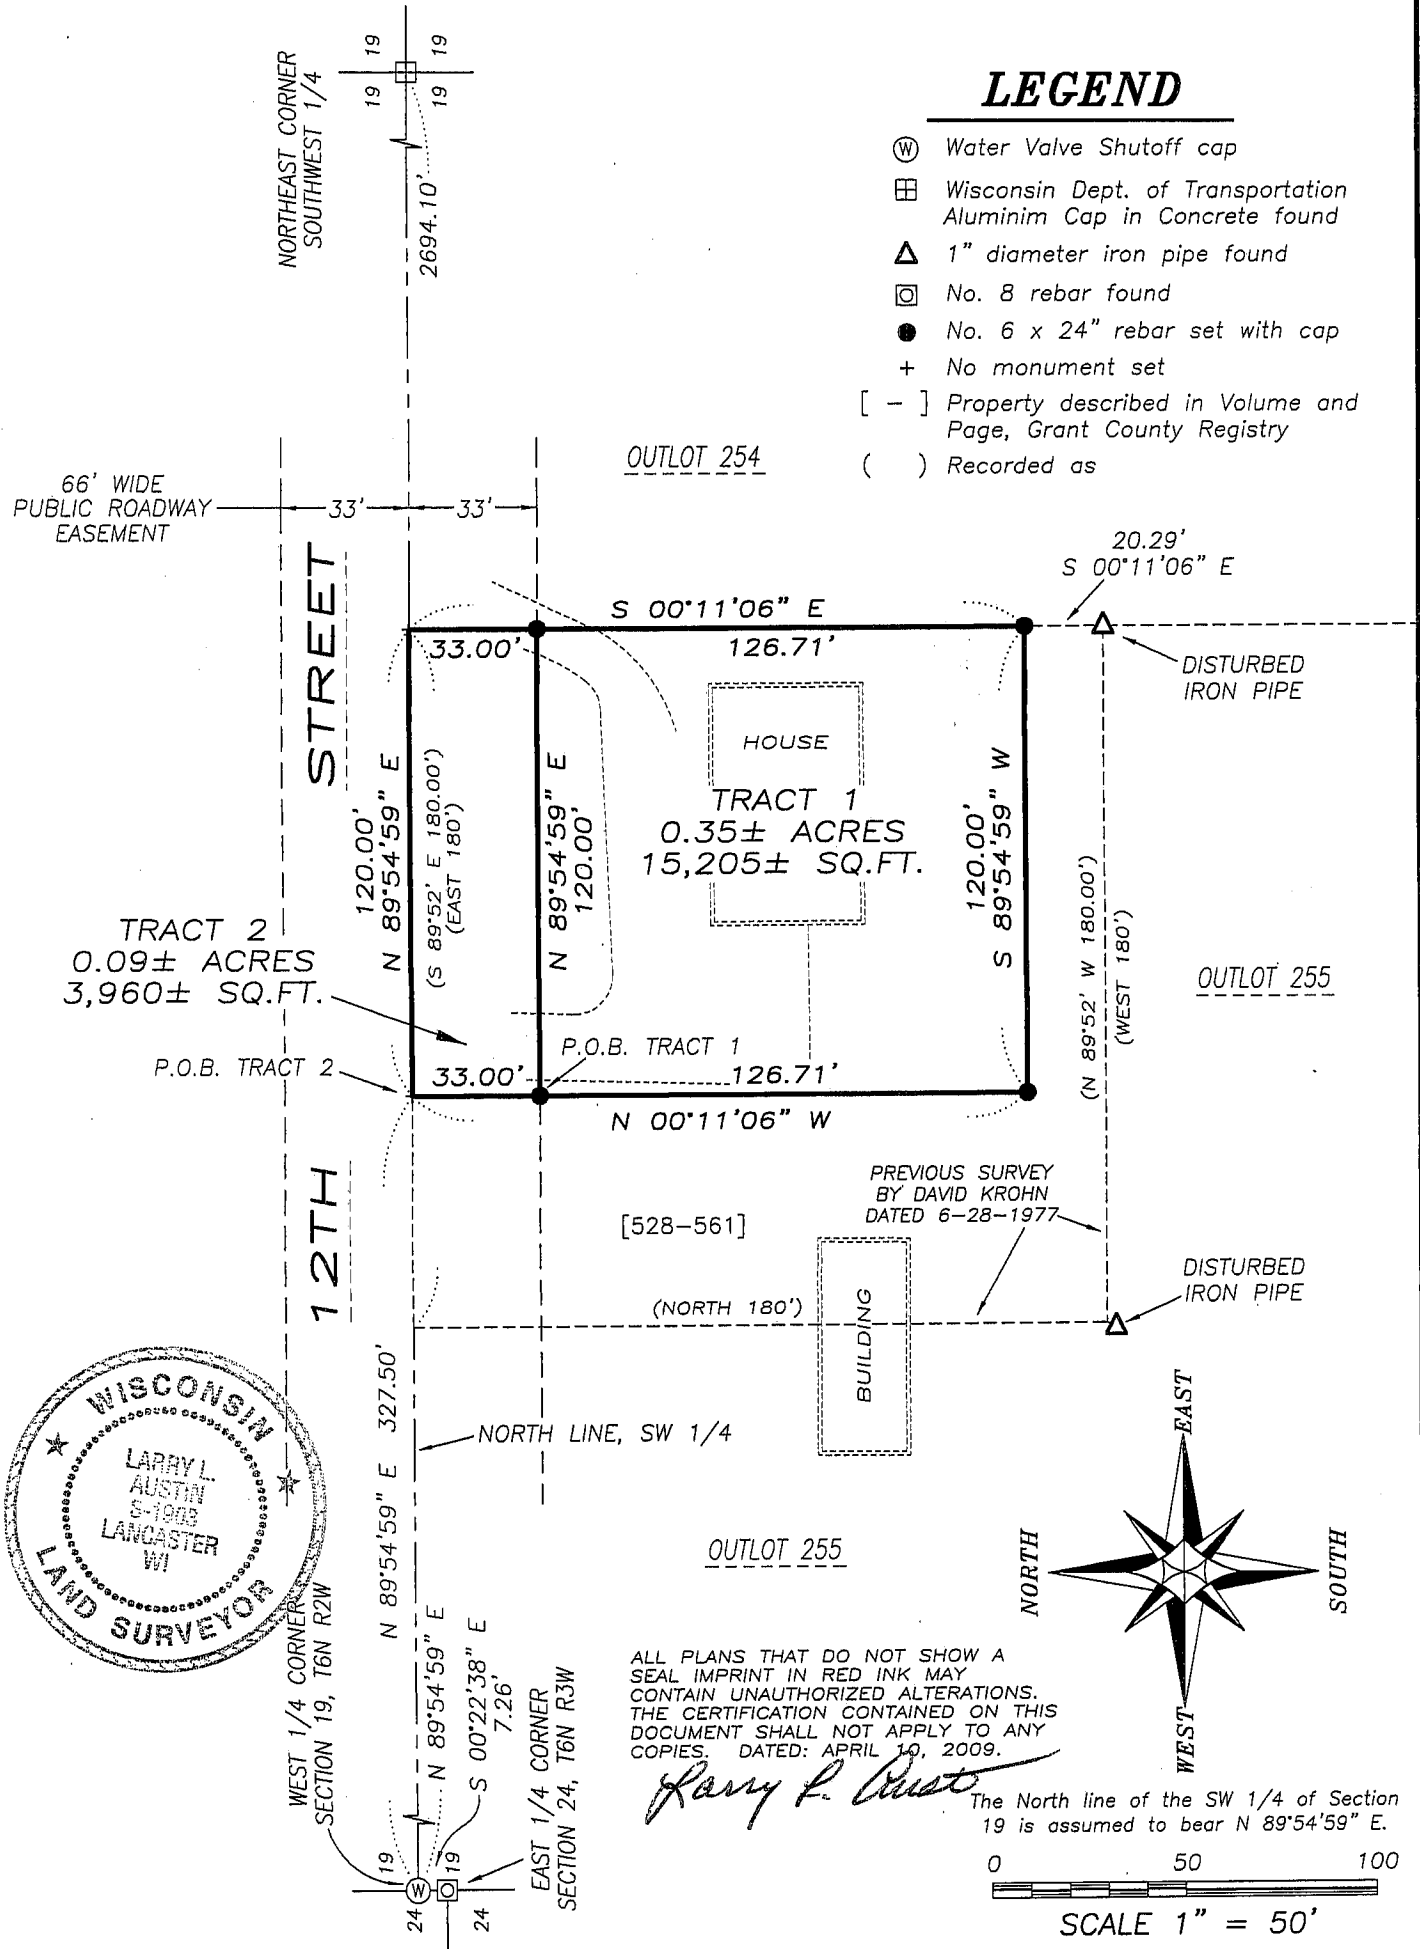 19 19
19 19
NORTHEAST CORNER
SOUTHWEST 1/4
2694.10'
LEGEND
W Water Valve Shutoff cap
Wisconsin Dept. of Transportation
Aluminim Cap in Concrete found
1" diameter iron pipe found
No. 8 rebar found
No. 6 x 24" rebar set with cap
+ No monument set
[ - ] Property described in Volume and
Page, Grant County Registry
( ) Recorded as
OUTLOT 254
66' WIDE
PUBLIC ROADWAY
EASEMENT
33' 33'
20.29'
S 00°11'06" E
S 00°11'06" E
33.00' 126.71'
DISTURBED
IRON PIPE
STREET
HOUSE
TRACT 1
0.35± ACRES
15,205± SQ.FT.
120.00'
N 89°54'59" E
(S 89°52' E 180.00')
(EAST 180')
N 89°54'59" E
120.00'
120.00'
S 89°54'59" W
(N 89°52' W 180.00')
(WEST 180')
TRACT 2
0.09± ACRES
3,960± SQ.FT.
OUTLOT 255
P.O.B. TRACT 2
P.O.B. TRACT 1
33.00' 126.71'
N 00°11'06" W
12TH
PREVIOUS SURVEY
BY DAVID KROHN
DATED 6-28-1977
[528-561]
DISTURBED
IRON PIPE
(NORTH 180')
BUILDING
N 89°54'59" E 327.50'
NORTH LINE, SW 1/4
WISCONSIN
LARRY L.
AUSTIN
S-1903
LANCASTER
WI
LAND SURVEYOR
OUTLOT 255
EAST
NORTH
SOUTH
WEST
WEST 1/4 CORNER
SECTION 19, T6N R2W
N 89°54'59" E
S 00°22'38" E
7.26'
EAST 1/4 CORNER
SECTION 24, T6N R3W
ALL PLANS THAT DO NOT SHOW A
SEAL IMPRINT IN RED INK MAY
CONTAIN UNAUTHORIZED ALTERATIONS.
THE CERTIFICATION CONTAINED ON THIS
DOCUMENT SHALL NOT APPLY TO ANY
COPIES. DATED: APRIL 10, 2009.
Larry L. Austin
The North line of the SW 1/4 of Section
19 is assumed to bear N 89°54'59" E.
19 19
W
24 24
0 50 100
SCALE 1" = 50'